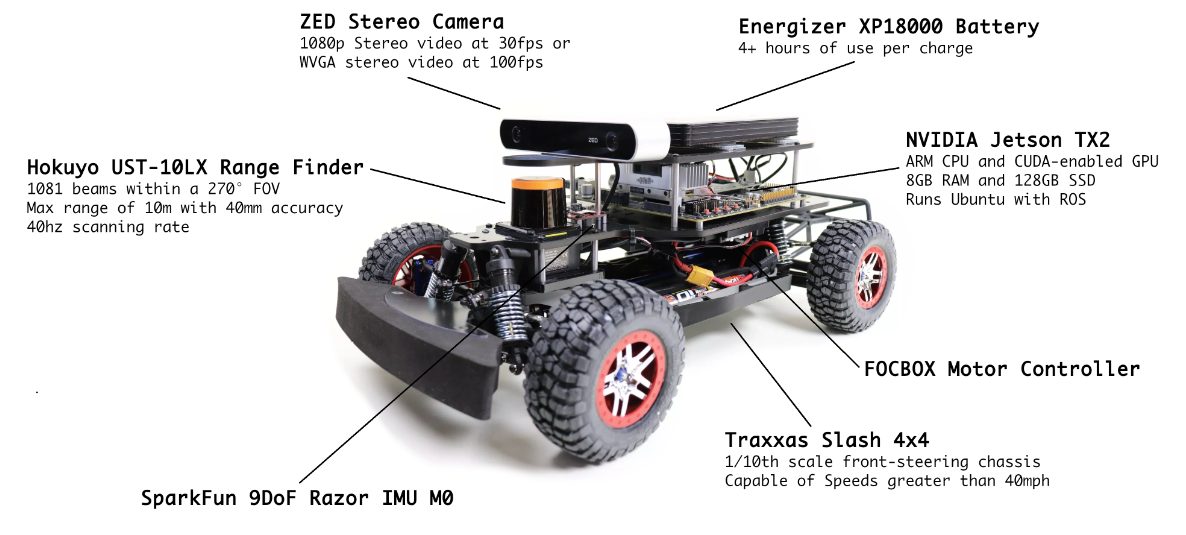 ZED Stereo Camera
1080p Stereo video at 30fps or
WVGA stereo video at 100fps
Energizer XP18000 Battery
4+ hours of use per charge
NVIDIA Jetson TX2
ARM CPU and CUDA-enabled GPU
8GB RAM and 128GB SSD
Runs Ubuntu with ROS
Hokuyo UST-10LX Range Finder
1081 beams within a 270° FOV
Max range of 10m with 40mm accuracy
40hz scanning rate
ZED
FOCBOX Motor Controller
Traxxas Slash 4x4
1/10th scale front-steering chassis
Capable of Speeds greater than 40mph
SparkFun 9DoF Razor IMU M0